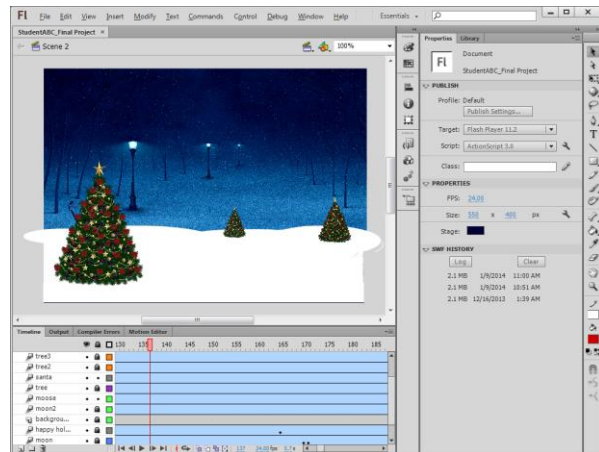 Fl File Edit View Insert Modify Text Commands Control Debug Window Help Essentials
StudentABC_Final Project ×
Scene 2 100%
Properties Library
Fl Document
StudentABC_Final Project
PUBLISH
Profile: Default
Publish Settings...
Target: Flash Player 11.2
Script: ActionScript 3.0
Class:
PROPERTIES
FPS: 24.00
Size: 550 x 400 px
Stage:
SWF HISTORY
Log Clear
2.1 MB 1/9/2014 11:00 AM
2.1 MB 1/9/2014 10:51 AM
2.1 MB 12/16/2013 1:39 AM
Timeline Output Compiler Errors Motion Editor
130 135 140 145 150 155 160 165 170 175 180 185
tree3
tree2
santa
tree
moose
moon2
backgrou...
happy hol...
moon
137 24.00 fps 5.7 s